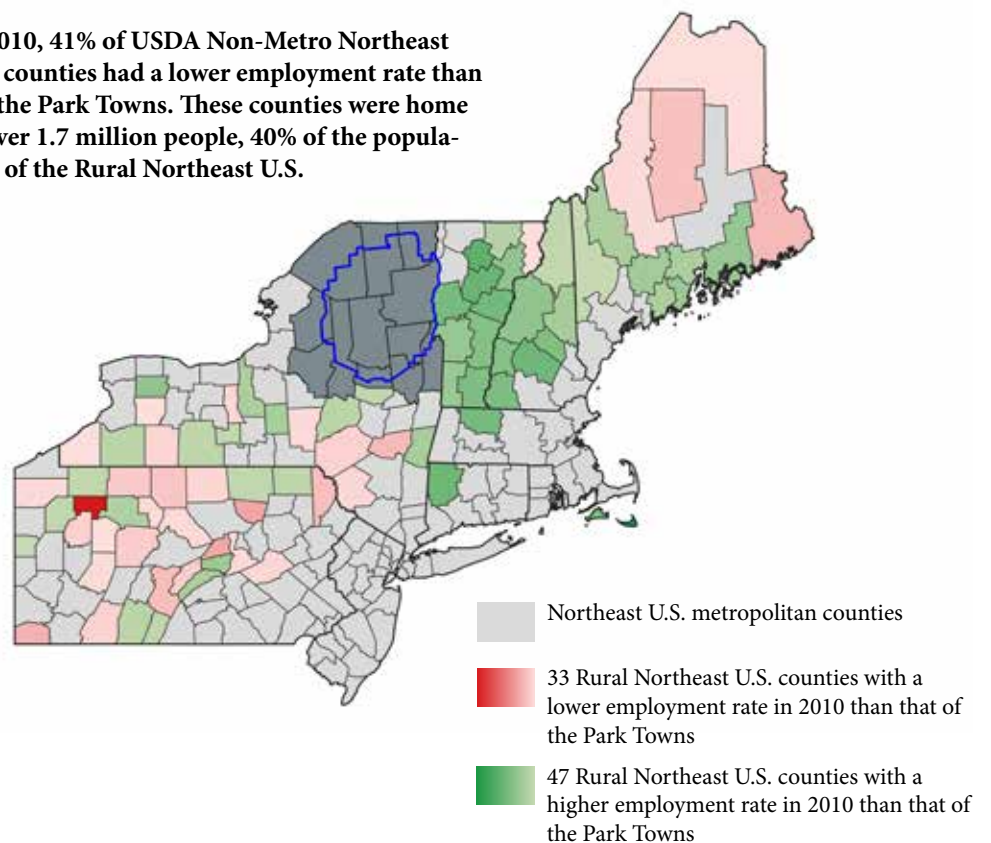 010, 41% of USDA Non-Metro Northeast
counties had a lower employment rate than
the Park Towns. These counties were home
ver 1.7 million people, 40% of the popula-
of the Rural Northeast U.S.
Northeast U.S. metropolitan counties
33 Rural Northeast U.S. counties with a
lower employment rate in 2010 than that of
the Park Towns
47 Rural Northeast U.S. counties with a
higher employment rate in 2010 than that of
the Park Towns